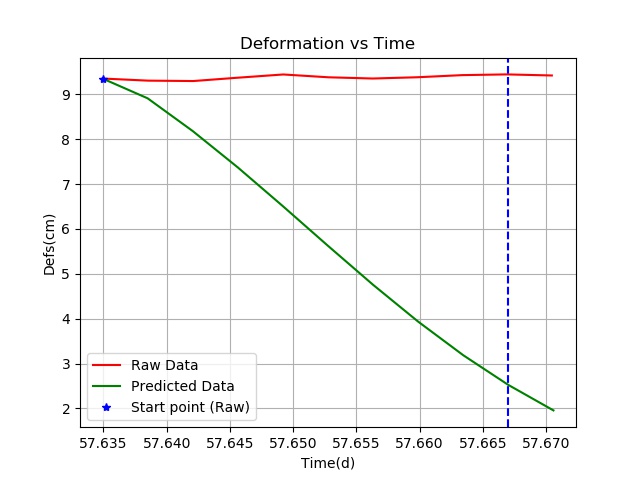 Deformation vs Time
Defs(cm)
9
8
7
6
5
4
3
2
Raw Data
Predicted Data
Start point (Raw)
57.635 57.640 57.645 57.650 57.655 57.660 57.665 57.670
Time(d)